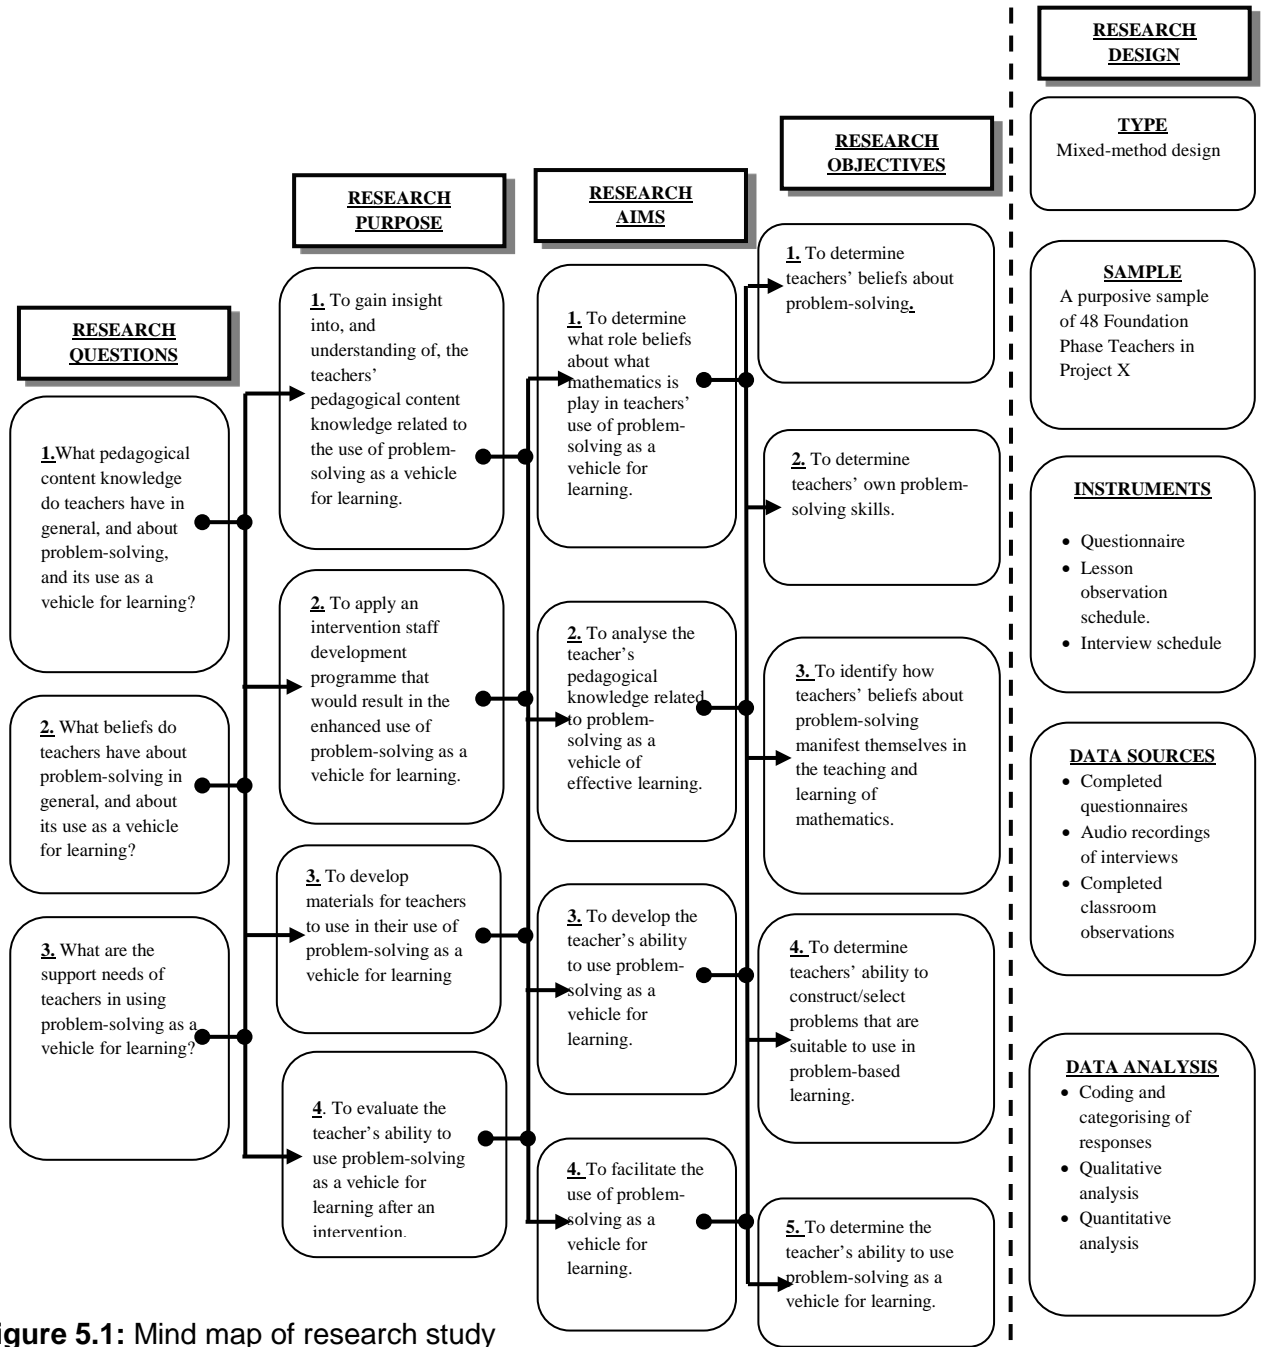 RESEARCH
QUESTIONS
1.What pedagogical
content knowledge
do teachers have in
general, and about
problem-solving,
and its use as a
vehicle for learning?
2. What beliefs do
teachers have about
problem-solving in
general, and about
its use as a vehicle
for learning?
3. What are the
support needs of
teachers in using
problem-solving as a
vehicle for learning?
RESEARCH
PURPOSE
1. To gain insight
into, and
understanding of, the
teachers’
pedagogical content
knowledge related to
the use of problem-
solving as a vehicle
for learning.
2. To apply an
intervention staff
development
programme that
would result in the
enhanced use of
problem-solving as a
vehicle for learning.
3. To develop
materials for teachers
to use in their use of
problem-solving as a
vehicle for learning
4. To evaluate the
teacher’s ability to
use problem-solving
as a vehicle for
learning after an
intervention.
RESEARCH
AIMS
1. To determine
what role beliefs
about what
mathematics is
play in teachers’
use of problem-
solving as a
vehicle for
learning.
2. To analyse the
teacher’s
pedagogical
knowledge related
to problem-
solving as a
vehicle of
effective learning.
3. To develop the
teacher’s ability
to use problem-
solving as a
vehicle for
learning.
4. To facilitate the
use of problem-
solving as a
vehicle for
learning.
RESEARCH
OBJECTIVES
1. To determine
teachers’ beliefs about
problem-solving.
2. To determine
teachers’ own problem-
solving skills.
3. To identify how
teachers’ beliefs about
problem-solving
manifest themselves in
the teaching and
learning of
mathematics.
4. To determine
teachers’ ability to
construct/select
problems that are
suitable to use in
problem-based
learning.
5. To determine the
teacher’s ability to use
problem-solving as a
vehicle for learning.
RESEARCH
DESIGN
TYPE
Mixed-method design
SAMPLE
A purposive sample
of 48 Foundation
Phase Teachers in
Project X
INSTRUMENTS
• Questionnaire
• Lesson
observation
schedule.
• Interview schedule
DATA SOURCES
• Completed
questionnaires
• Audio recordings
of interviews
• Completed
classroom
observations
DATA ANALYSIS
• Coding and
categorising of
responses
• Qualitative
analysis
• Quantitative
analysis
igure 5.1: Mind map of research study